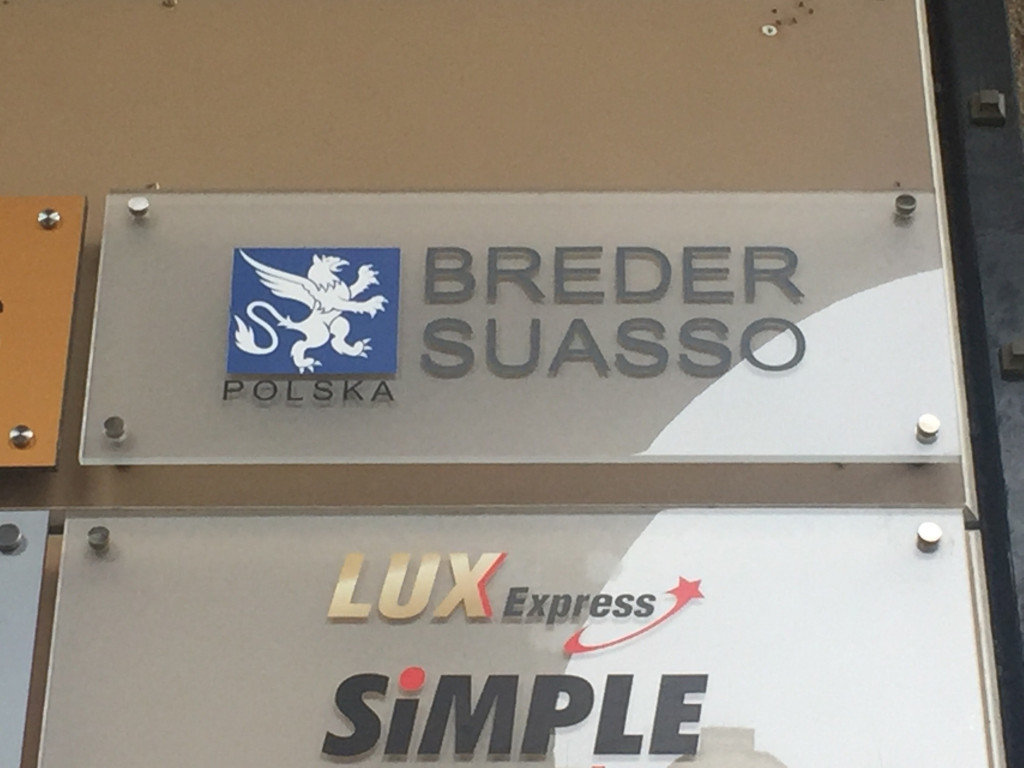 BREDER
SUASSO
POLSKA
LUX Express
SiMPLE